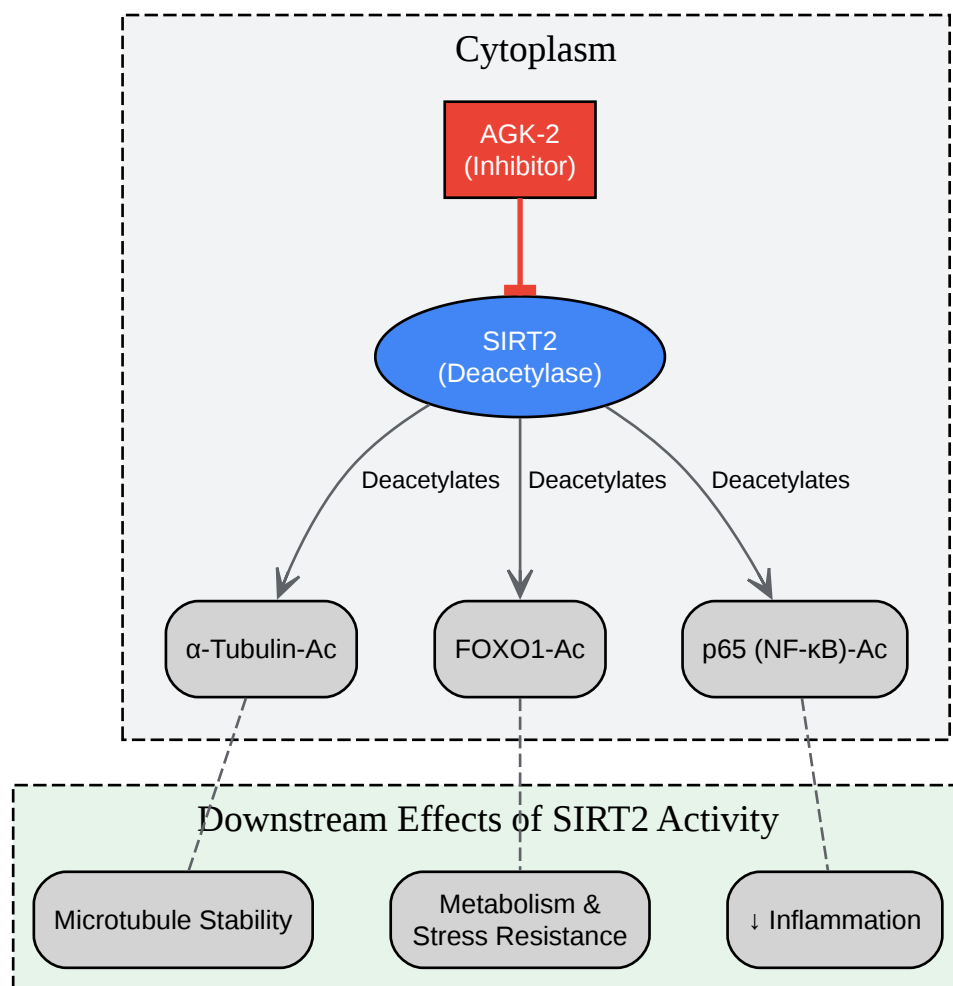 Cytoplasm
AGK-2
(Inhibitor)
SIRT2
(Deacetylase)
Deacetylates
Deacetylates
Deacetylates
α-Tubulin-Ac
FOXO1-Ac
p65 (NF-κB)-Ac
Downstream Effects of SIRT2 Activity
Microtubule Stability
Metabolism &
Stress Resistance
↓ Inflammation